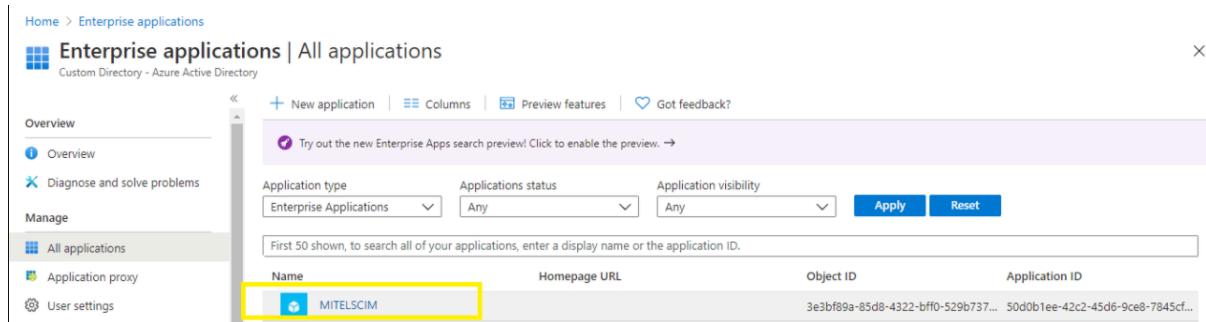 Home > Enterprise applications
Enterprise applications | All applications
Custom Directory - Azure Active Directory
«
+ New application
Columns
Preview features
Got feedback?
Overview
Overview
Diagnose and solve problems
Manage
All applications
Application proxy
User settings
Try out the new Enterprise Apps search preview! Click to enable the preview. →
Application type
Applications status
Application visibility
Enterprise Applications
Any
Any
Apply
Reset
First 50 shown, to search all of your applications, enter a display name or the application ID.
Name
Homepage URL
Object ID
Application ID
MITELSCIM
3e3bf89a-85d8-4322-bff0-529b737...
50d0b1ee-42c2-45d6-9ce8-7845cf...